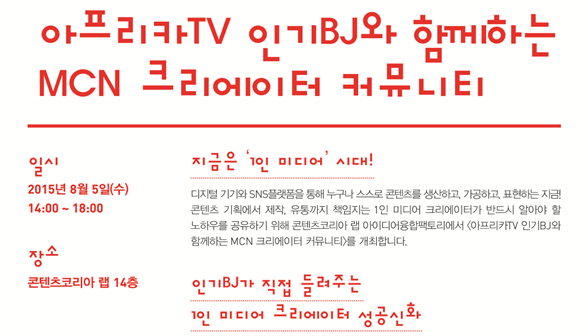 아프리카TV 인기BJ와 함께하는
MCN 크리에이터 커뮤니티
일시
2015년 8월 5일(수)
14:00 ~ 18:00
장소
콘텐츠코리아 랩 14층
지금은 '1인 미디어' 시대!
디지털 기기와 SNS플랫폼을 통해 누구나 스스로 콘텐츠를 생산하고, 가공하고, 표현하는 지금!
콘텐츠 기획에서 제작, 유통까지 책임지는 1인 미디어 크리에이터가 반드시 알아야 할
노하우를 공유하기 위해 콘텐츠코리아 랩 아이디어융합팩토리에서 <아프리카TV 인기BJ와
함께하는 MCN 크리에이터 커뮤니티>를 개최합니다.
인기BJ가 직접 들려주는
1인 미디어 크리에이터 성공신화